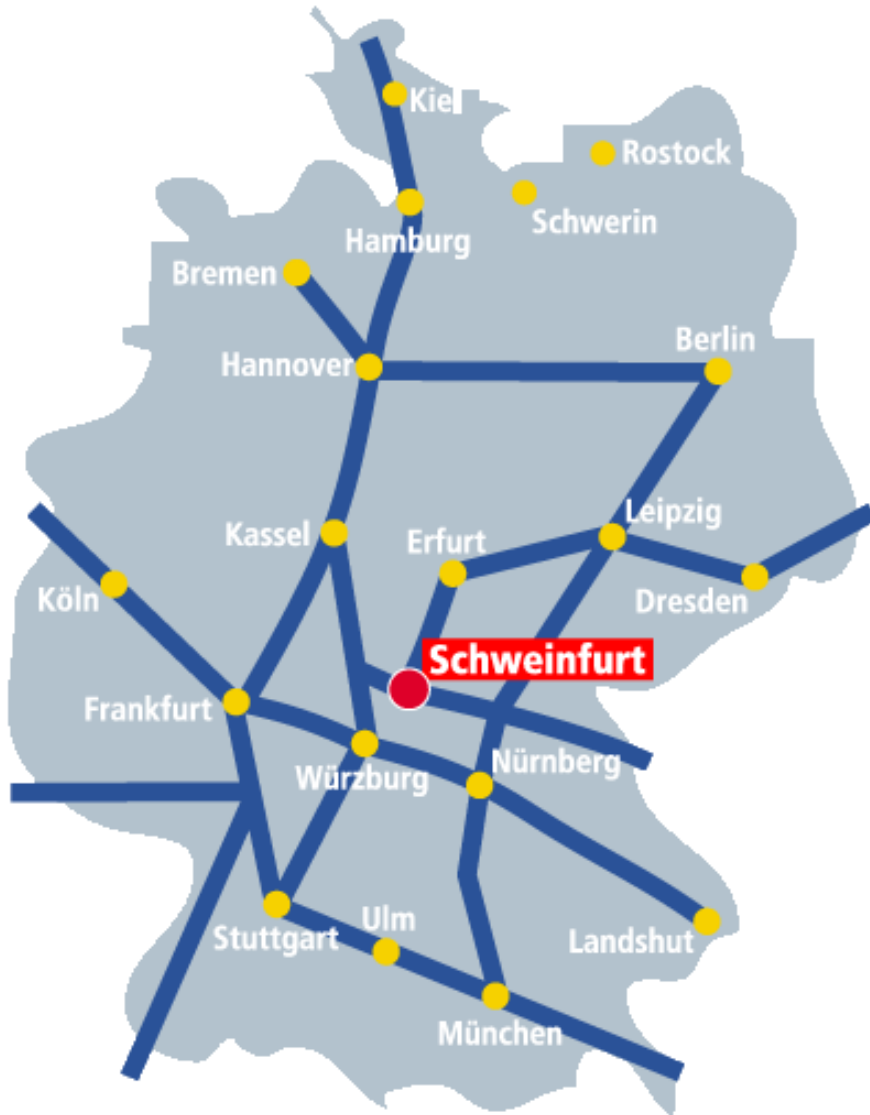 Kiel
Rostock
Schwerin
Hamburg
Bremen
Berlin
Hannover
Leipzig
Kassel
Erfurt
Köln
Dresden
Schweinfurt
Frankfurt
Nürnberg
Würzburg
Ulm
Stuttgart
Landshut
München